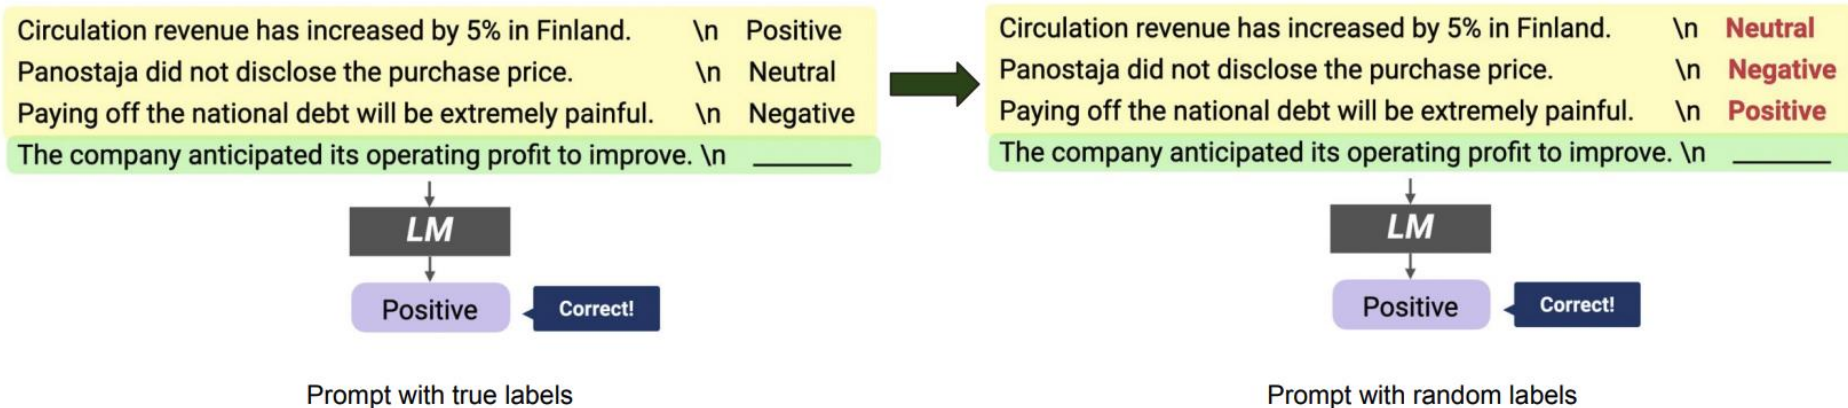 Circulation revenue has increased by 5% in Finland. \n Positive
Panostaja did not disclose the purchase price. \n Neutral
Paying off the national debt will be extremely painful. \n Negative
The company anticipated its operating profit to improve. \n ______
LM
Positive
Correct!
Prompt with true labels
Circulation revenue has increased by 5% in Finland. \n Neutral
Panostaja did not disclose the purchase price. \n Negative
Paying off the national debt will be extremely painful. \n Positive
The company anticipated its operating profit to improve. \n ______
LM
Positive
Correct!
Prompt with random labels